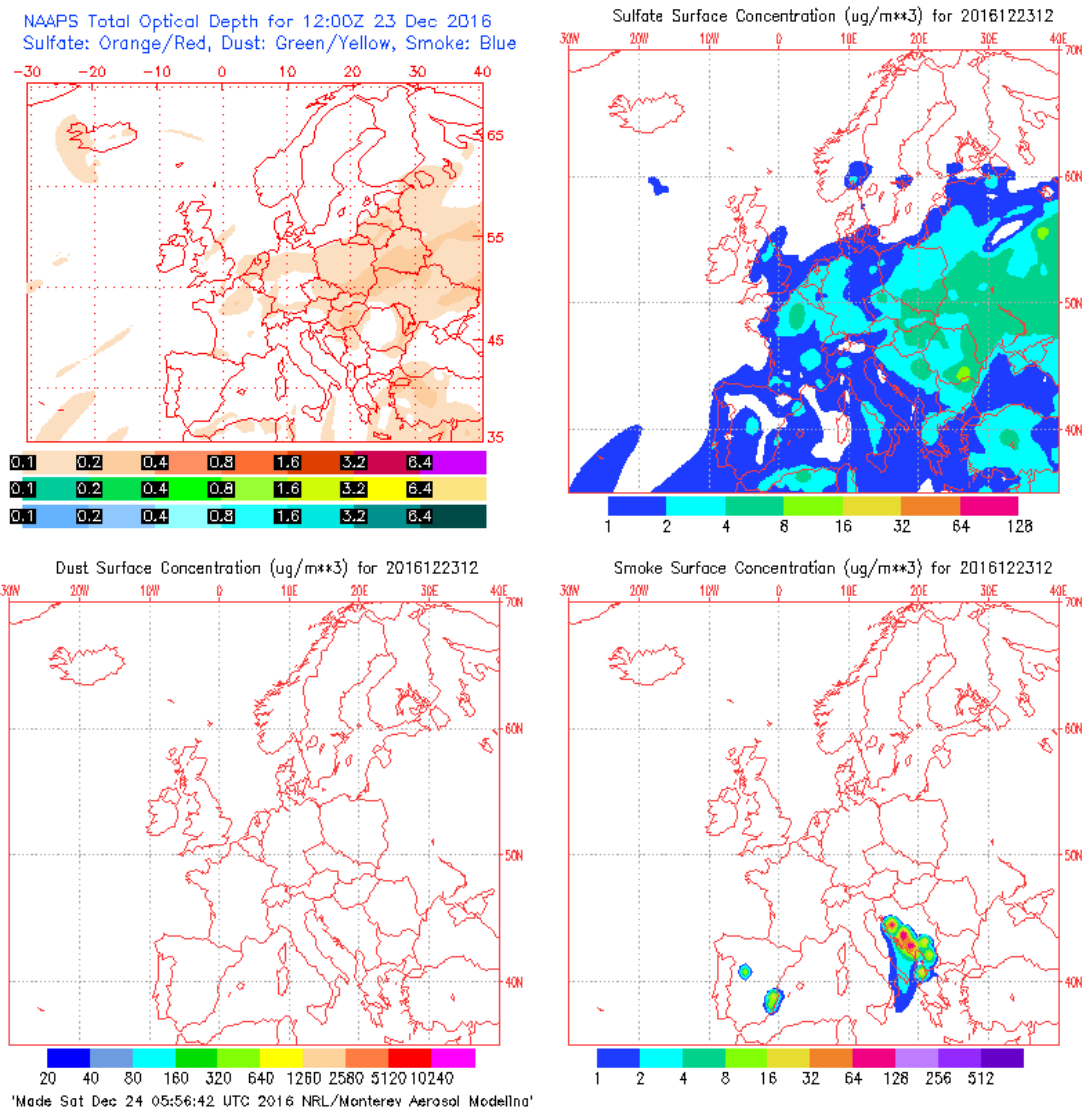 NAAPS Total Optical Depth for 12:00Z 23 Dec 2016
Sulfate: Orange/Red, Dust: Green/Yellow, Smoke: Blue
-30 -20 -10 0 10 20 30 40
65
55
45
35
0.1 0.2 0.4 0.8 1.6 3.2 6.4
0.1 0.2 0.4 0.8 1.6 3.2 6.4
0.1 0.2 0.4 0.8 1.6 3.2 6.4
Sulfate Surface Concentration (ug/m**3) for 2016122312
30W 20W 10W 0 10E 20E 30E 40E
70N
60N
50N
40N
1 2 4 8 16 32 64 128
Dust Surface Concentration (ug/m**3) for 2016122312
30W 20W 10W 0 10E 20E 30E 40E
70N
60N
50N
40N
20 40 80 160 320 640 1260 2580 5120 10240
Smoke Surface Concentration (ug/m**3) for 2016122312
30W 20W 10W 0 10E 20E 30E 40E
70N
60N
50N
40N
1 2 4 8 16 32 64 128 256 512
'Made Sat Dec 24 05:56:42 UTC 2016 NRL/Monterey Aerosol Modeling'